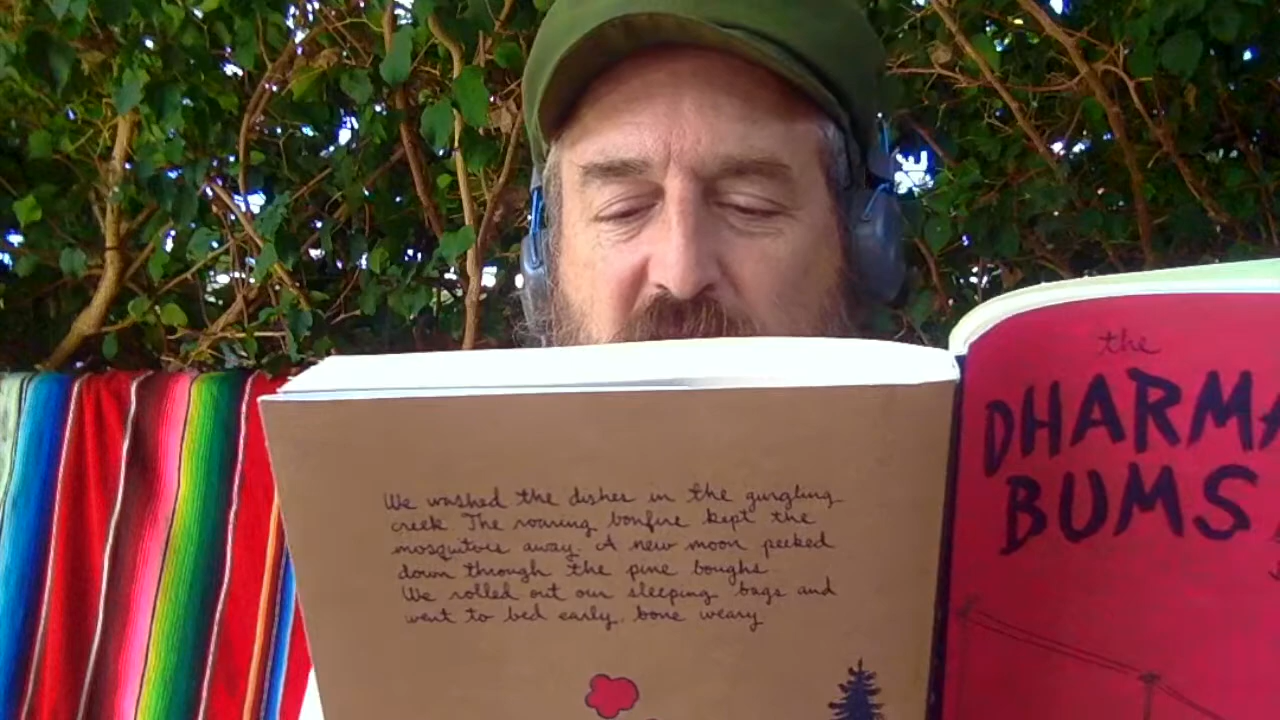 We washed the dishes in the gurgling
creek. The roaring bonfire kept the
mosquitoes away. A new moon peeked
down through the pine boughs
We rolled out our sleeping bags and
went to bed early, bone weary
the
DHARMA
BUMS